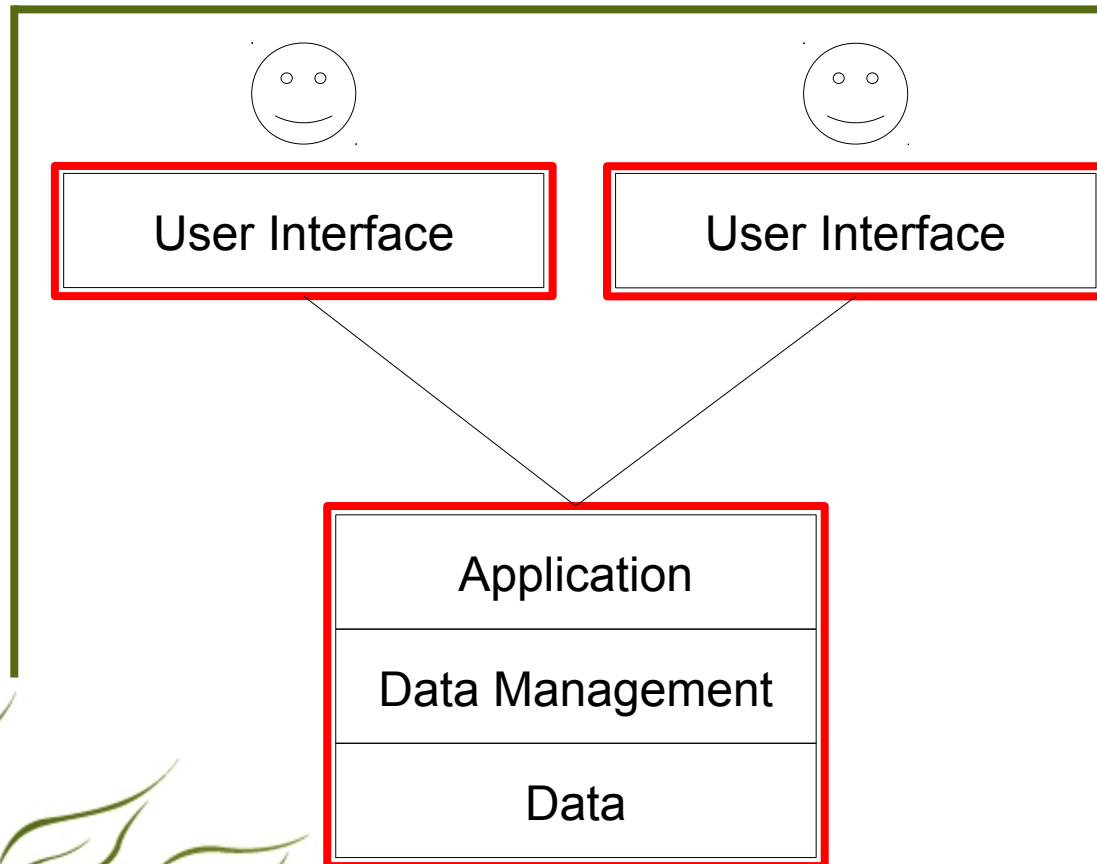 User Interface
User Interface
Application
Data Management
Data